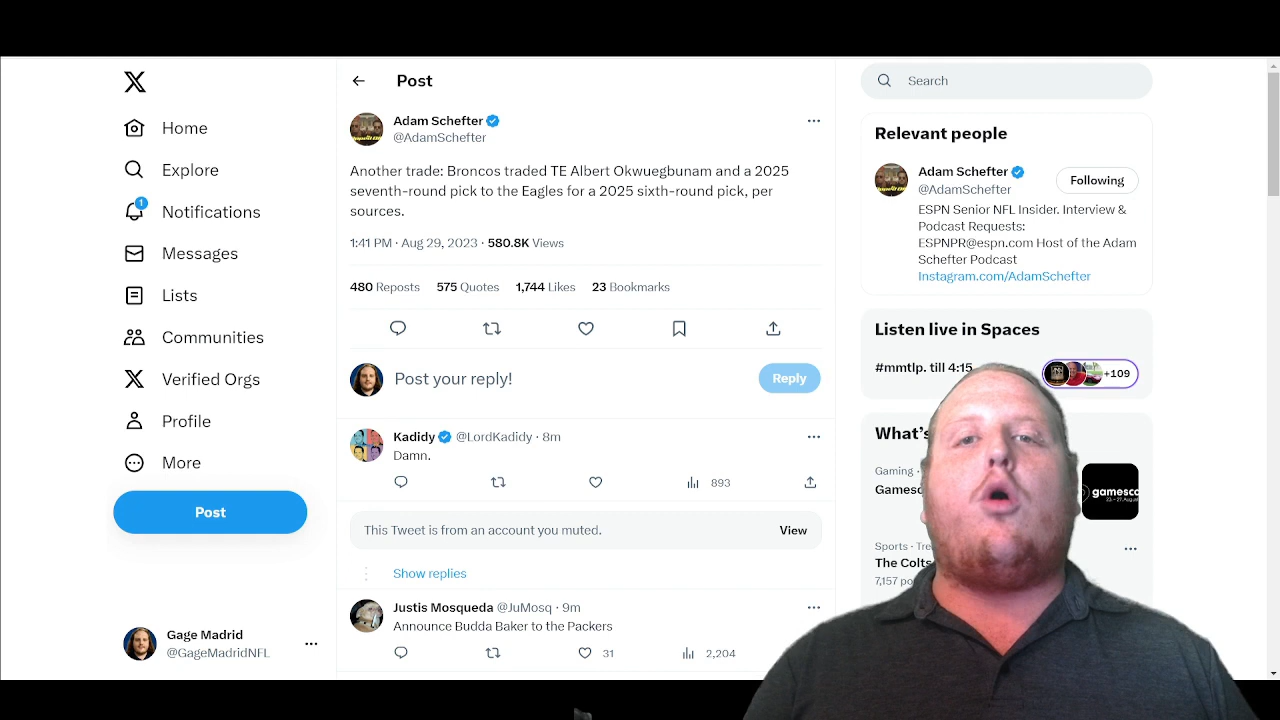 Home
Explore
1
Notifications
Messages
Lists
Communities
Verified Orgs
Profile
More
Post
Gage Madrid
@GageMadridNFL
Post
Adam Schefter
@AdamSchefter
Another trade: Broncos traded TE Albert Okwuegbunam and a 2025
seventh-round pick to the Eagles for a 2025 sixth-round pick, per
sources.
1:41 PM · Aug 29, 2023 · 580.8K Views
480 Reposts 575 Quotes 1,744 Likes 23 Bookmarks
Post your reply!
Reply
Kadidy @LordKadidy · 8m
Damn.
893
This Tweet is from an account you muted.
View
Show replies
Justis Mosqueda @JuMosq · 9m
Announce Budda Baker to the Packers
31 2,204
Search
Relevant people
Adam Schefter
@AdamSchefter
Following
ESPN Senior NFL Insider. Interview &
Podcast Requests:
ESPNPR@espn.com Host of the Adam
Schefter Podcast
Instagram.com/AdamSchefter
Listen live in Spaces
#mmtlp. till 4:15
+109
What's
Gaming ·
Gamesc
gamesco
Sports · Tre
The Colts
7,157 po